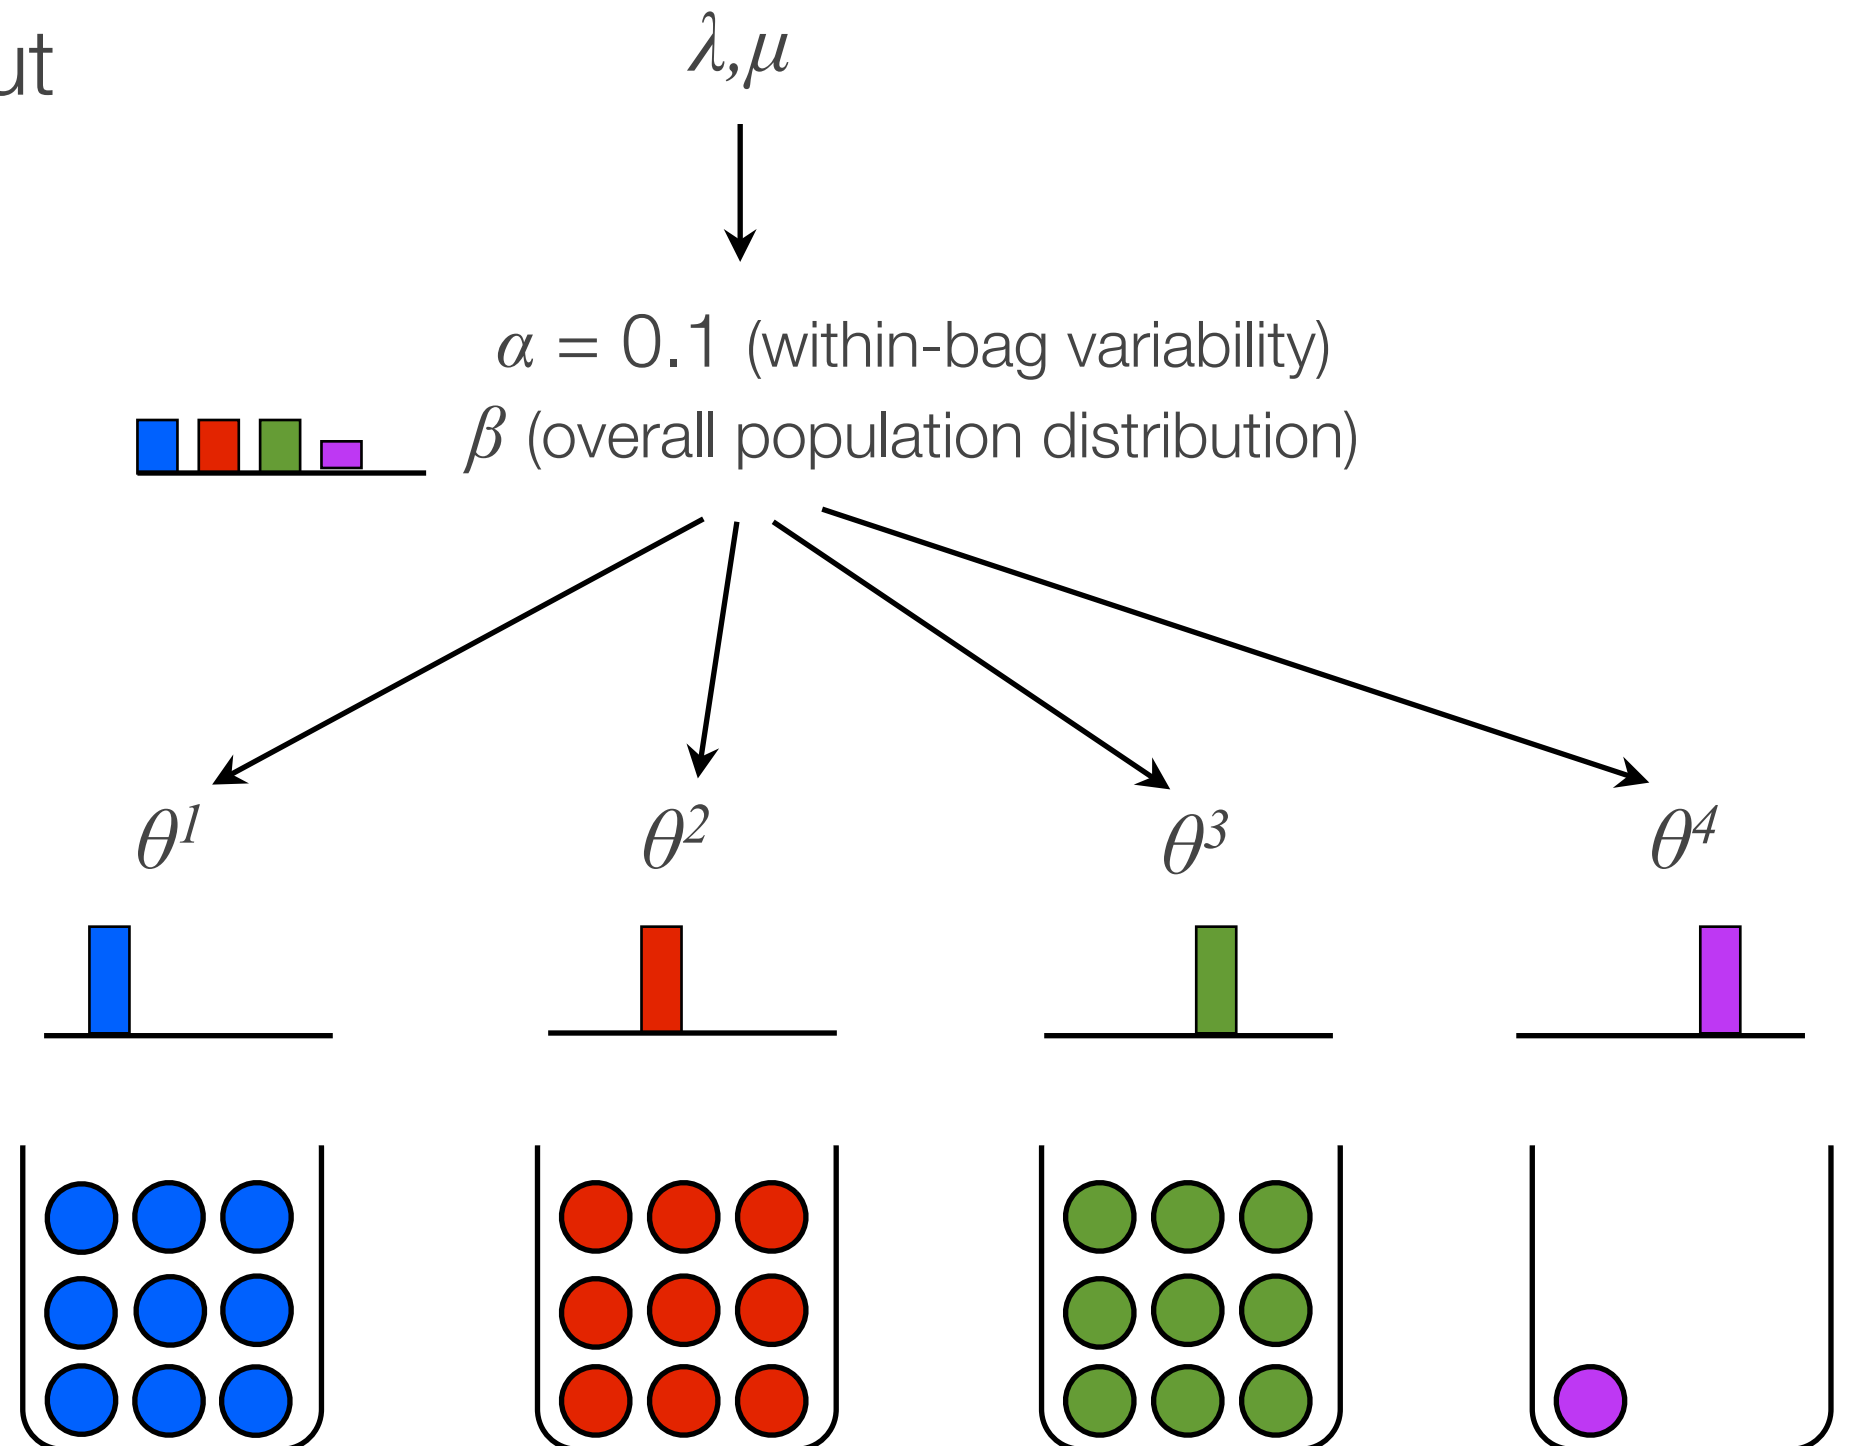 λ,μ
α = 0.1 (within-bag variability)
β (overall population distribution)
θ¹ θ² θ³ θ⁴